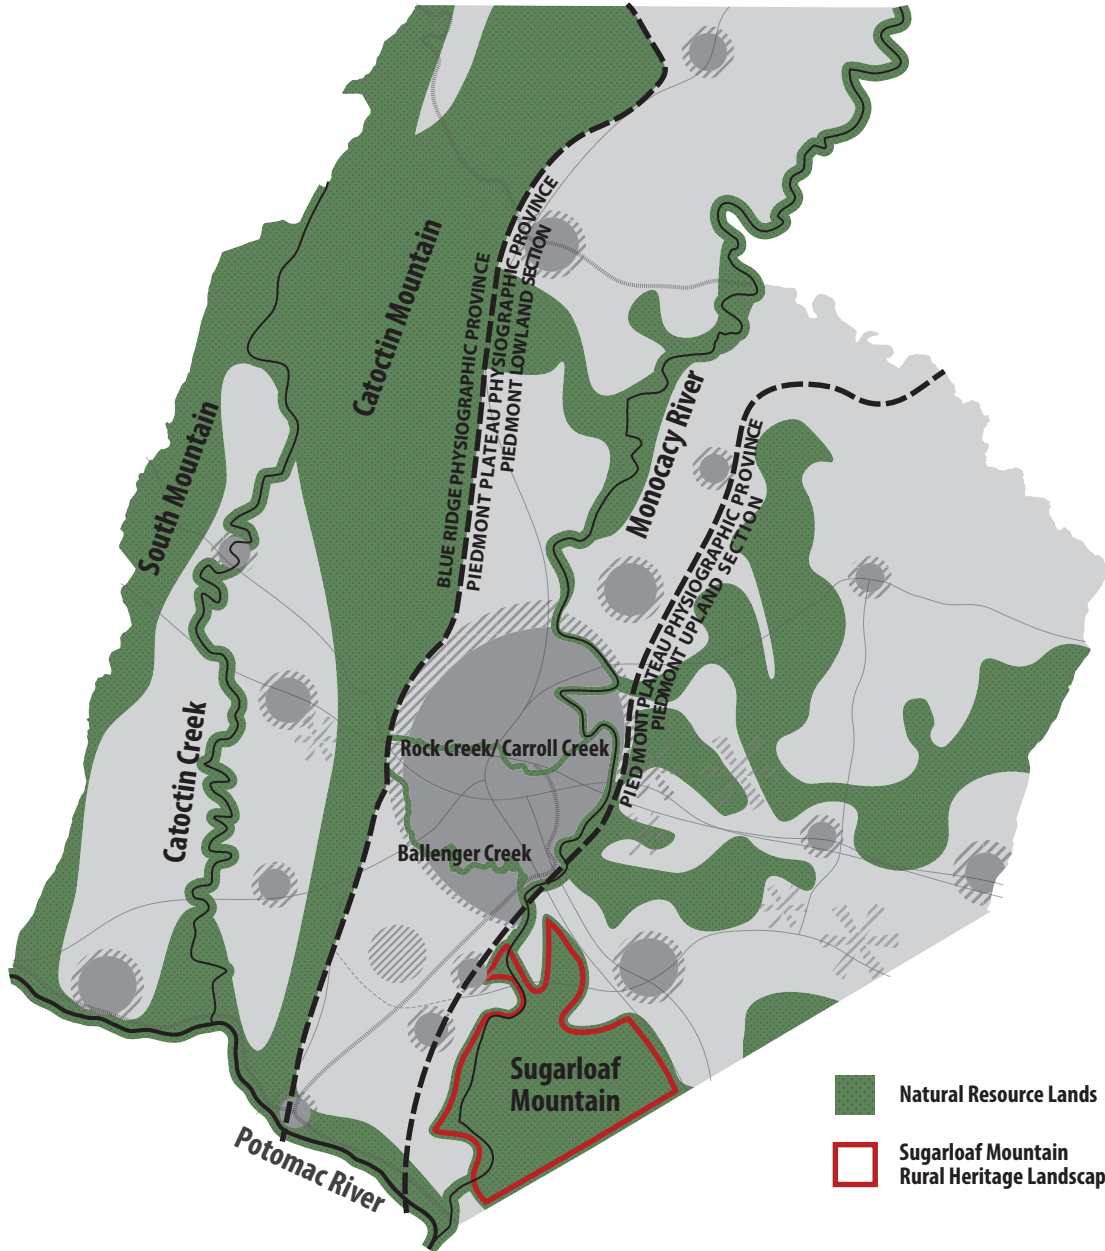 Catoctin Mountain
South Mountain
BLUE RIDGE PHYSIOGRAPHIC PROVINCE
PIEDMONT PLATEAU PHYSIOGRAPHIC PROVINCE
PIEDMONT LOWLAND SECTION
Monocacy River
PIEDMONT PLATEAU PHYSIOGRAPHIC PROVINCE
PIEDMONT UPLAND SECTION
Catoctin Creek
Rock Creek/ Carroll Creek
Ballenger Creek
Sugarloaf
Mountain
Potomac River
Natural Resource Lands
Sugarloaf Mountain
Rural Heritage Landscap